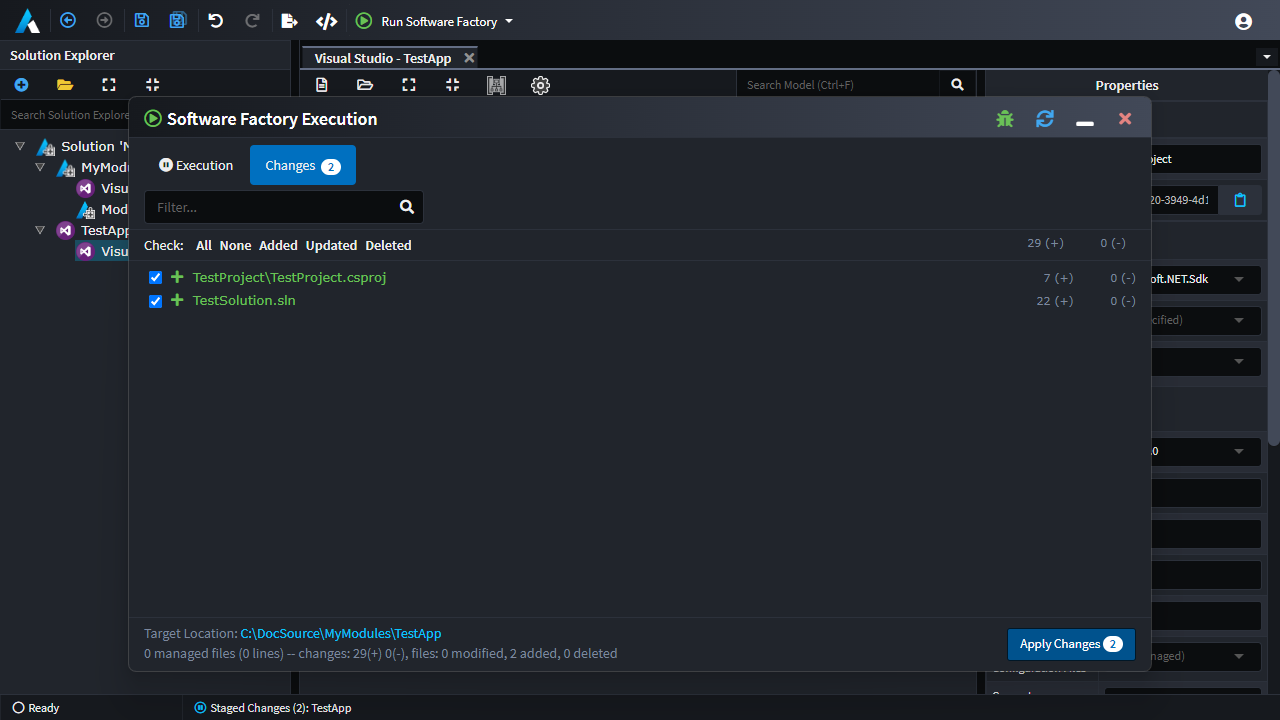 Run Software Factory
Solution Explorer
Visual Studio - TestApp
Search Model (Ctrl+F)
Properties
Search Solution Explore
Solution 'M
MyModu
Visu
Mod
TestApp
Visu
Software Factory Execution
Execution
Changes 2
Filter...
Check: All None Added Updated Deleted 29 (+) 0 (-)
TestProject\TestProject.csproj 7 (+) 0 (-)
TestSolution.sln 22 (+) 0 (-)
Target Location: C:\DocSource\MyModules\TestApp
0 managed files (0 lines) -- changes: 29(+) 0(-), files: 0 modified, 2 added, 0 deleted
Apply Changes 2
oject
20-3949-4d1
oft.NET.Sdk
cified)
.0
naged)
Ready
Staged Changes (2): TestApp